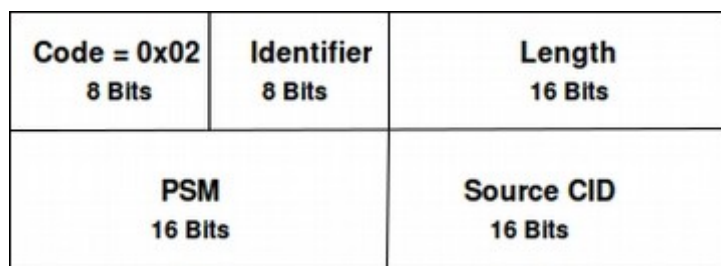 Code = 0x02 Identifier Length
8 Bits 8 Bits 16 Bits
PSM Source CID
16 Bits 16 Bits